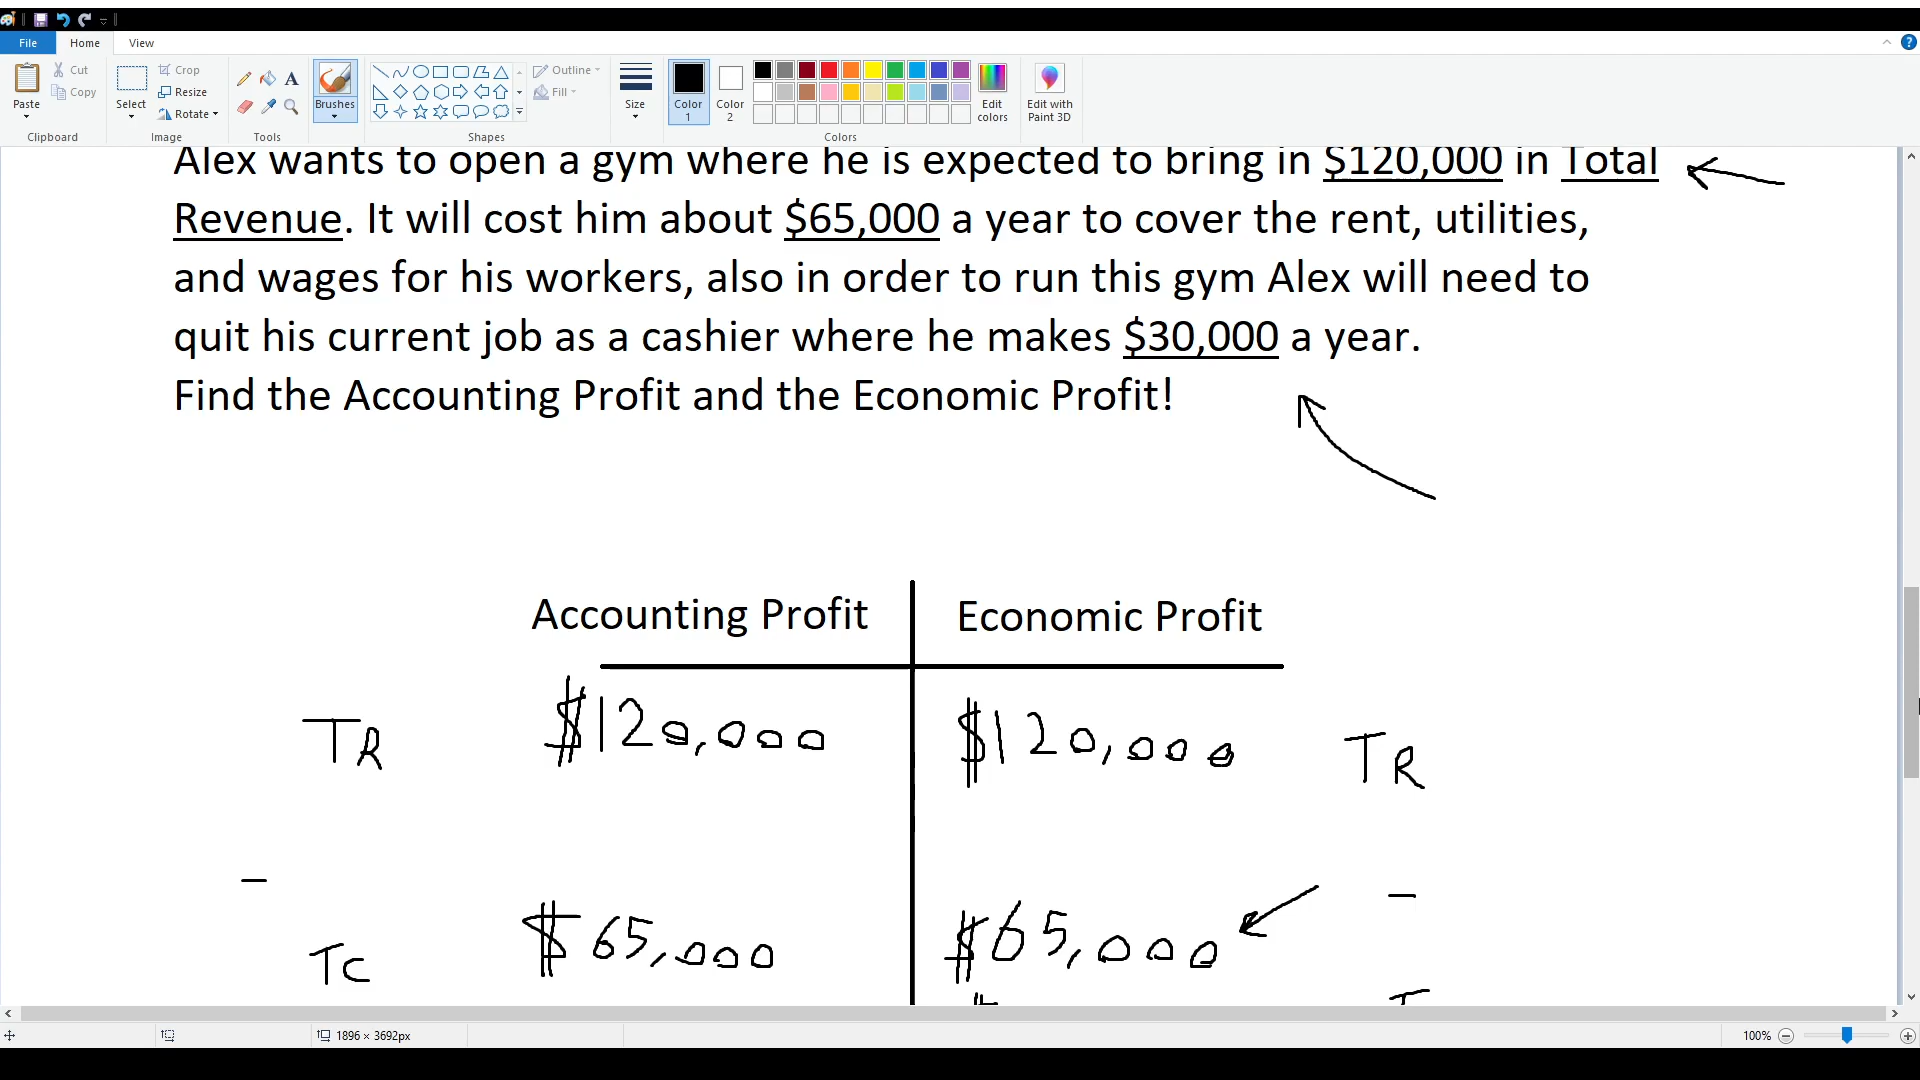 File Home View
Paste Cut Copy Clipboard
Select Crop Resize Rotate Image
A Tools
Brushes
Shapes
Outline Fill
Size
Color 1 Color 2 Edit colors Colors
Edit with Paint 3D
Alex wants to open a gym where he is expected to bring in $120,000 in Total
Revenue. It will cost him about $65,000 a year to cover the rent, utilities,
and wages for his workers, also in order to run this gym Alex will need to
quit his current job as a cashier where he makes $30,000 a year.
Find the Accounting Profit and the Economic Profit!
Accounting Profit Economic Profit
TR $120,000 $120,000 TR
- -
TC $65,000 $65,000
1896 × 3692px 100%